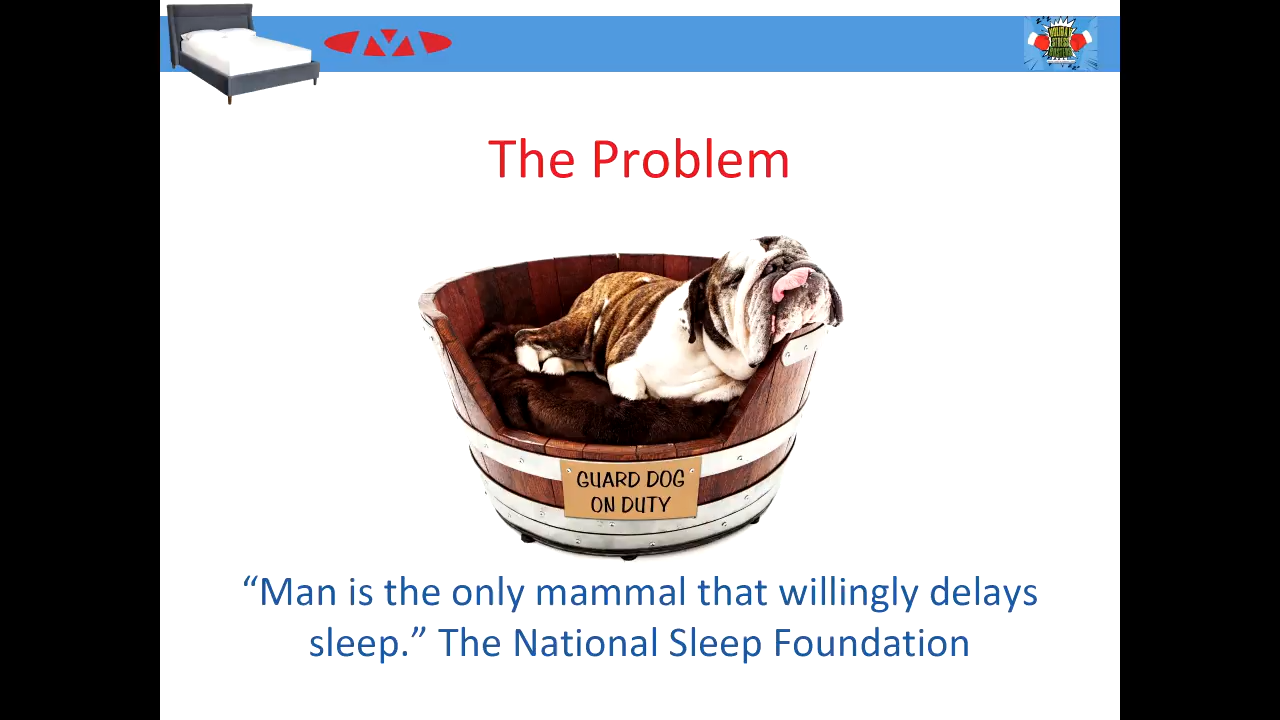 The Problem
GUARD DOG
ON DUTY
“Man is the only mammal that willingly delays
sleep.” The National Sleep Foundation